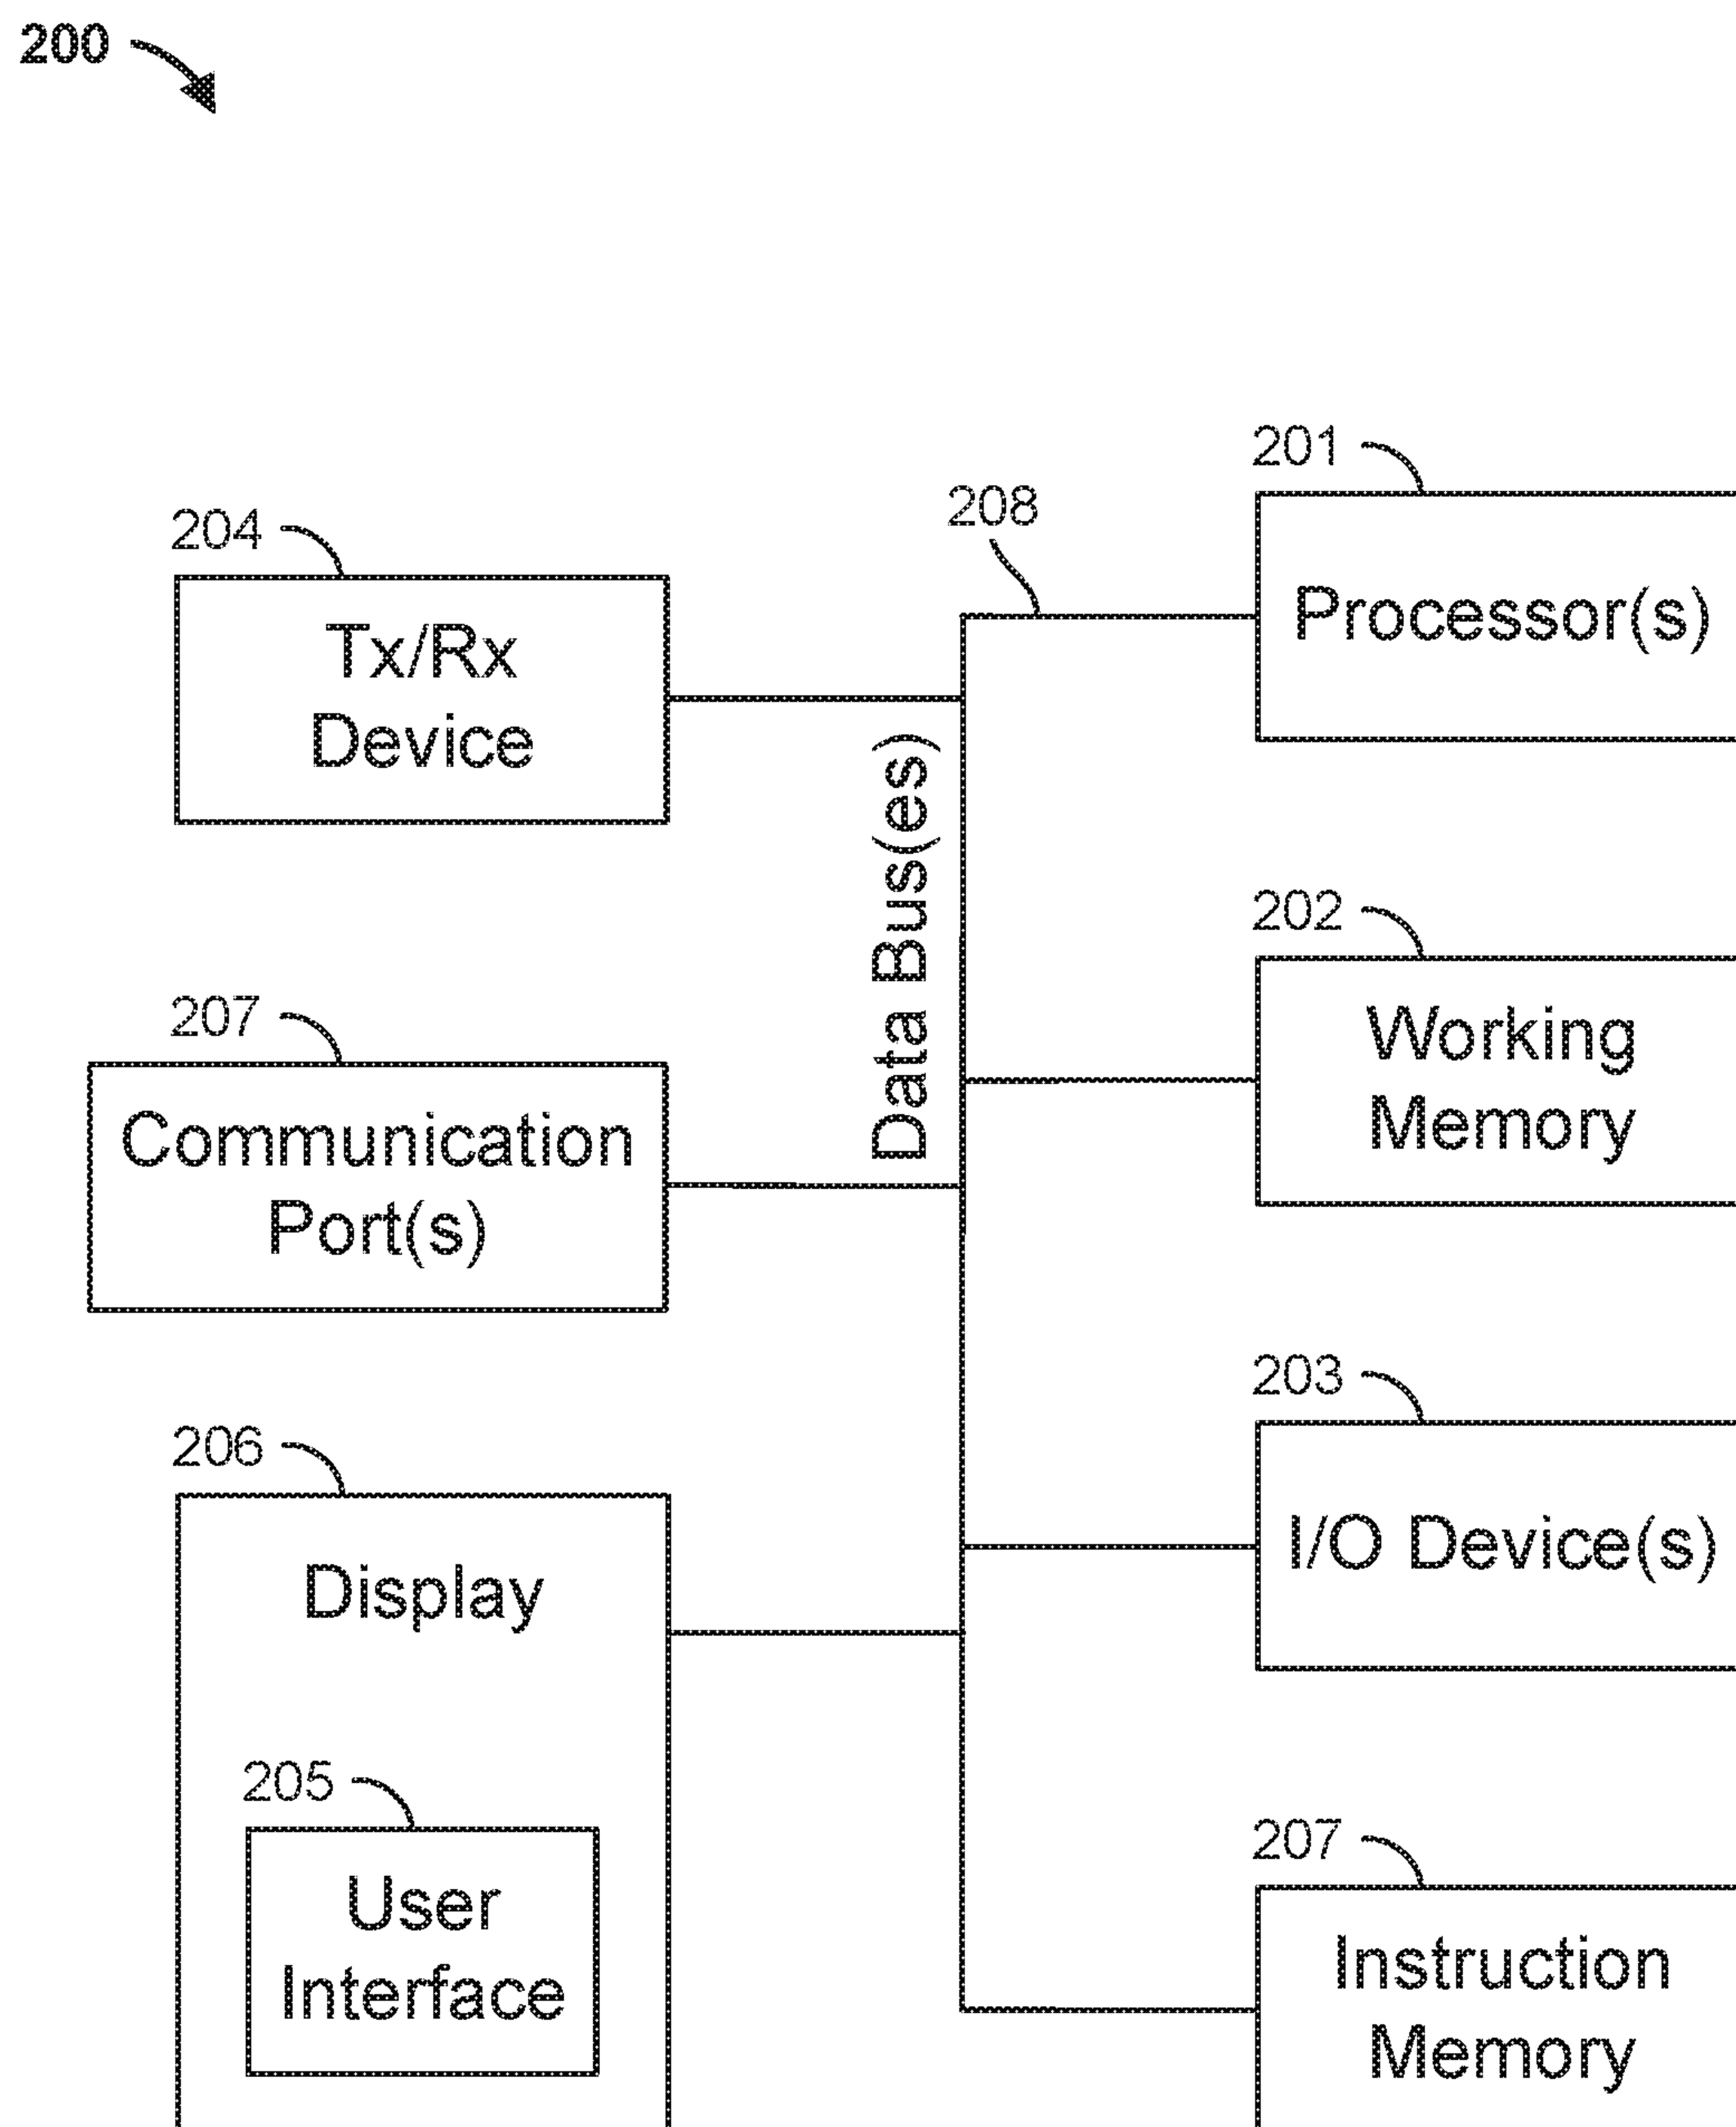 200
201
Processor(s)
204
Tx/Rx
Device
208
Data Bus(es)
202
Working
Memory
207
Communication
Port(s)
203
I/O Device(s)
206
Display
205
User
Interface
207
Instruction
Memory